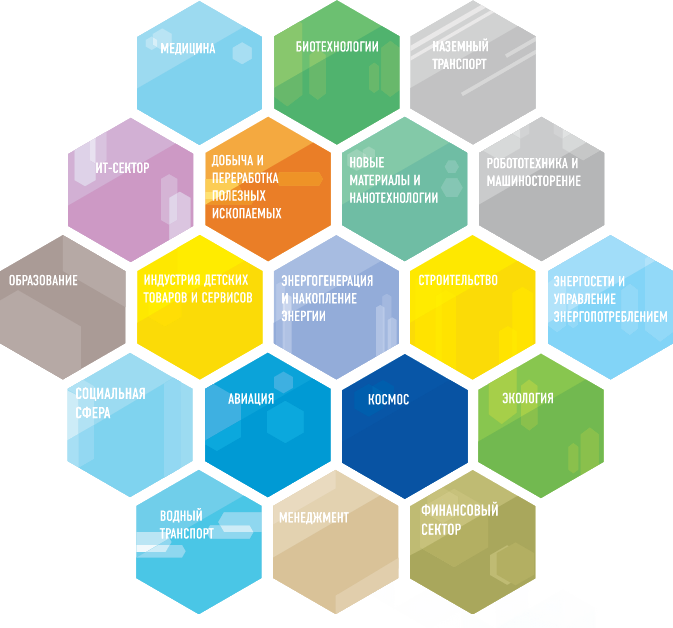 МЕДИЦИНА
БИОТЕХНОЛОГИИ
НАЗЕМНЫЙ
ТРАНСПОРТ
ИТ-СЕКТОР
ДОБЫЧА И
ПЕРЕРАБОТКА
ПОЛЕЗНЫХ
ИСКОПАЕМЫХ
НОВЫЕ
МАТЕРИАЛЫ И
НАНОТЕХНОЛОГИИ
РОБОТОТЕХНИКА И
МАШИНОСТОРЕНИЕ
ОБРАЗОВАНИЕ
ИНДУСТРИЯ ДЕТСКИХ
ТОВАРОВ И СЕРВИСОВ
ЭНЕРГОГЕНЕРАЦИЯ
И НАКОПЛЕНИЕ
ЭНЕРГИИ
СТРОИТЕЛЬСТВО
ЭНЕРГОСЕТИ И
УПРАВЛЕНИЕ
ЭНЕРГОПОТРЕБЛЕНИЕМ
СОЦИАЛЬНАЯ
СФЕРА
АВИАЦИЯ
КОСМОС
ЭКОЛОГИЯ
ВОДНЫЙ
ТРАНСПОРТ
МЕНЕДЖМЕНТ
ФИНАНСОВЫЙ
СЕКТОР